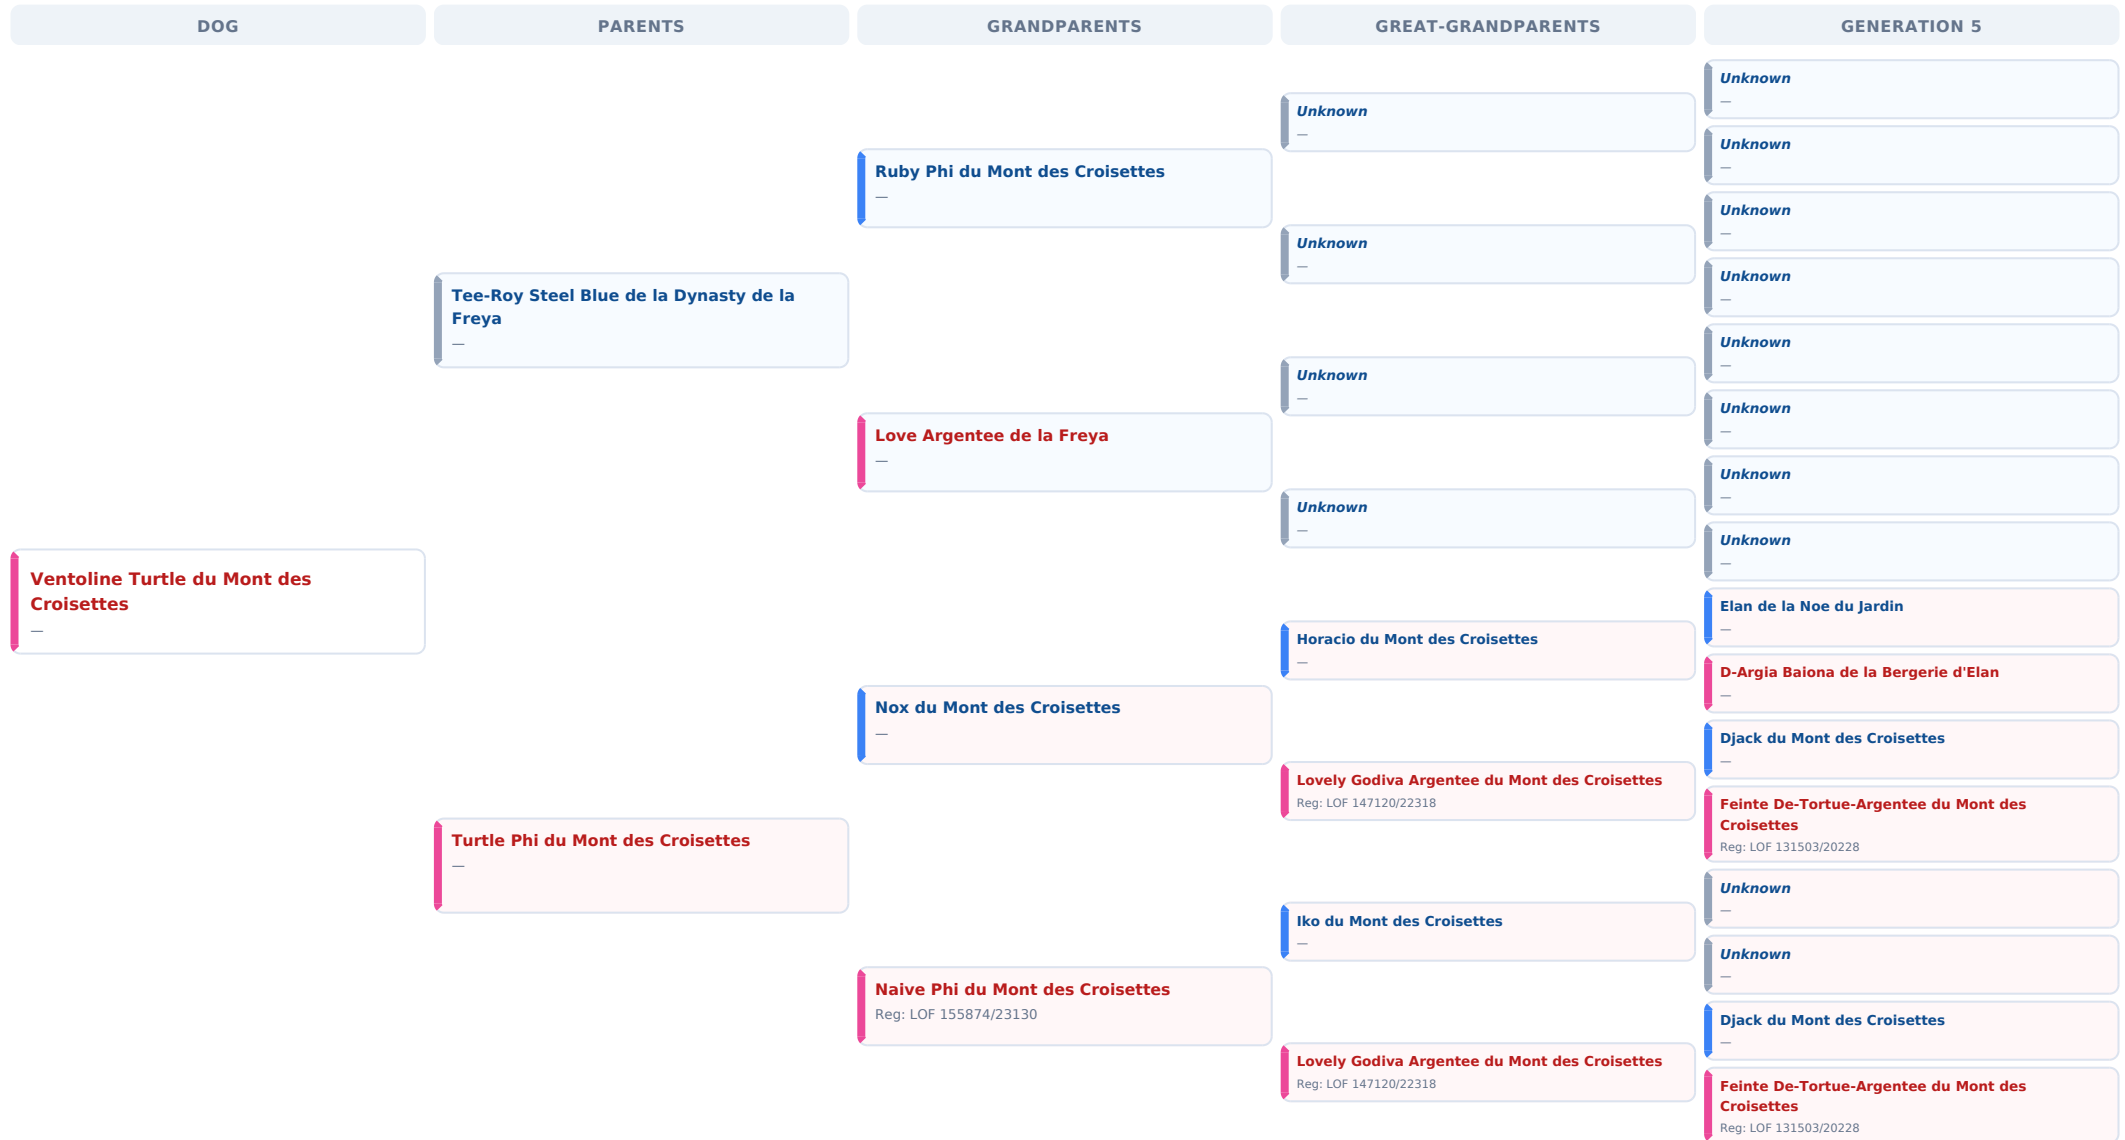 DOG
PARENTS
GRANDPARENTS
GREAT-GRANDPARENTS
GENERATION 5
Ventoline Turtle du Mont des
Croisettes
—
Tee-Roy Steel Blue de la Dynasty de la
Freya
—
Turtle Phi du Mont des Croisettes
—
Ruby Phi du Mont des Croisettes
—
Love Argentee de la Freya
—
Nox du Mont des Croisettes
—
Naive Phi du Mont des Croisettes
Reg: LOF 155874/23130
Unknown
—
Unknown
—
Unknown
—
Unknown
—
Horacio du Mont des Croisettes
—
Lovely Godiva Argentee du Mont des Croisettes
Reg: LOF 147120/22318
Iko du Mont des Croisettes
—
Lovely Godiva Argentee du Mont des Croisettes
Reg: LOF 147120/22318
Unknown
—
Unknown
—
Unknown
—
Unknown
—
Unknown
—
Unknown
—
Unknown
—
Unknown
—
Elan de la Noe du Jardin
—
D-Argia Baiona de la Bergerie d'Elan
—
Djack du Mont des Croisettes
—
Feinte De-Tortue-Argentee du Mont des
Croisettes
Reg: LOF 131503/20228
Unknown
—
Unknown
—
Djack du Mont des Croisettes
—
Feinte De-Tortue-Argentee du Mont des
Croisettes
Reg: LOF 131503/20228